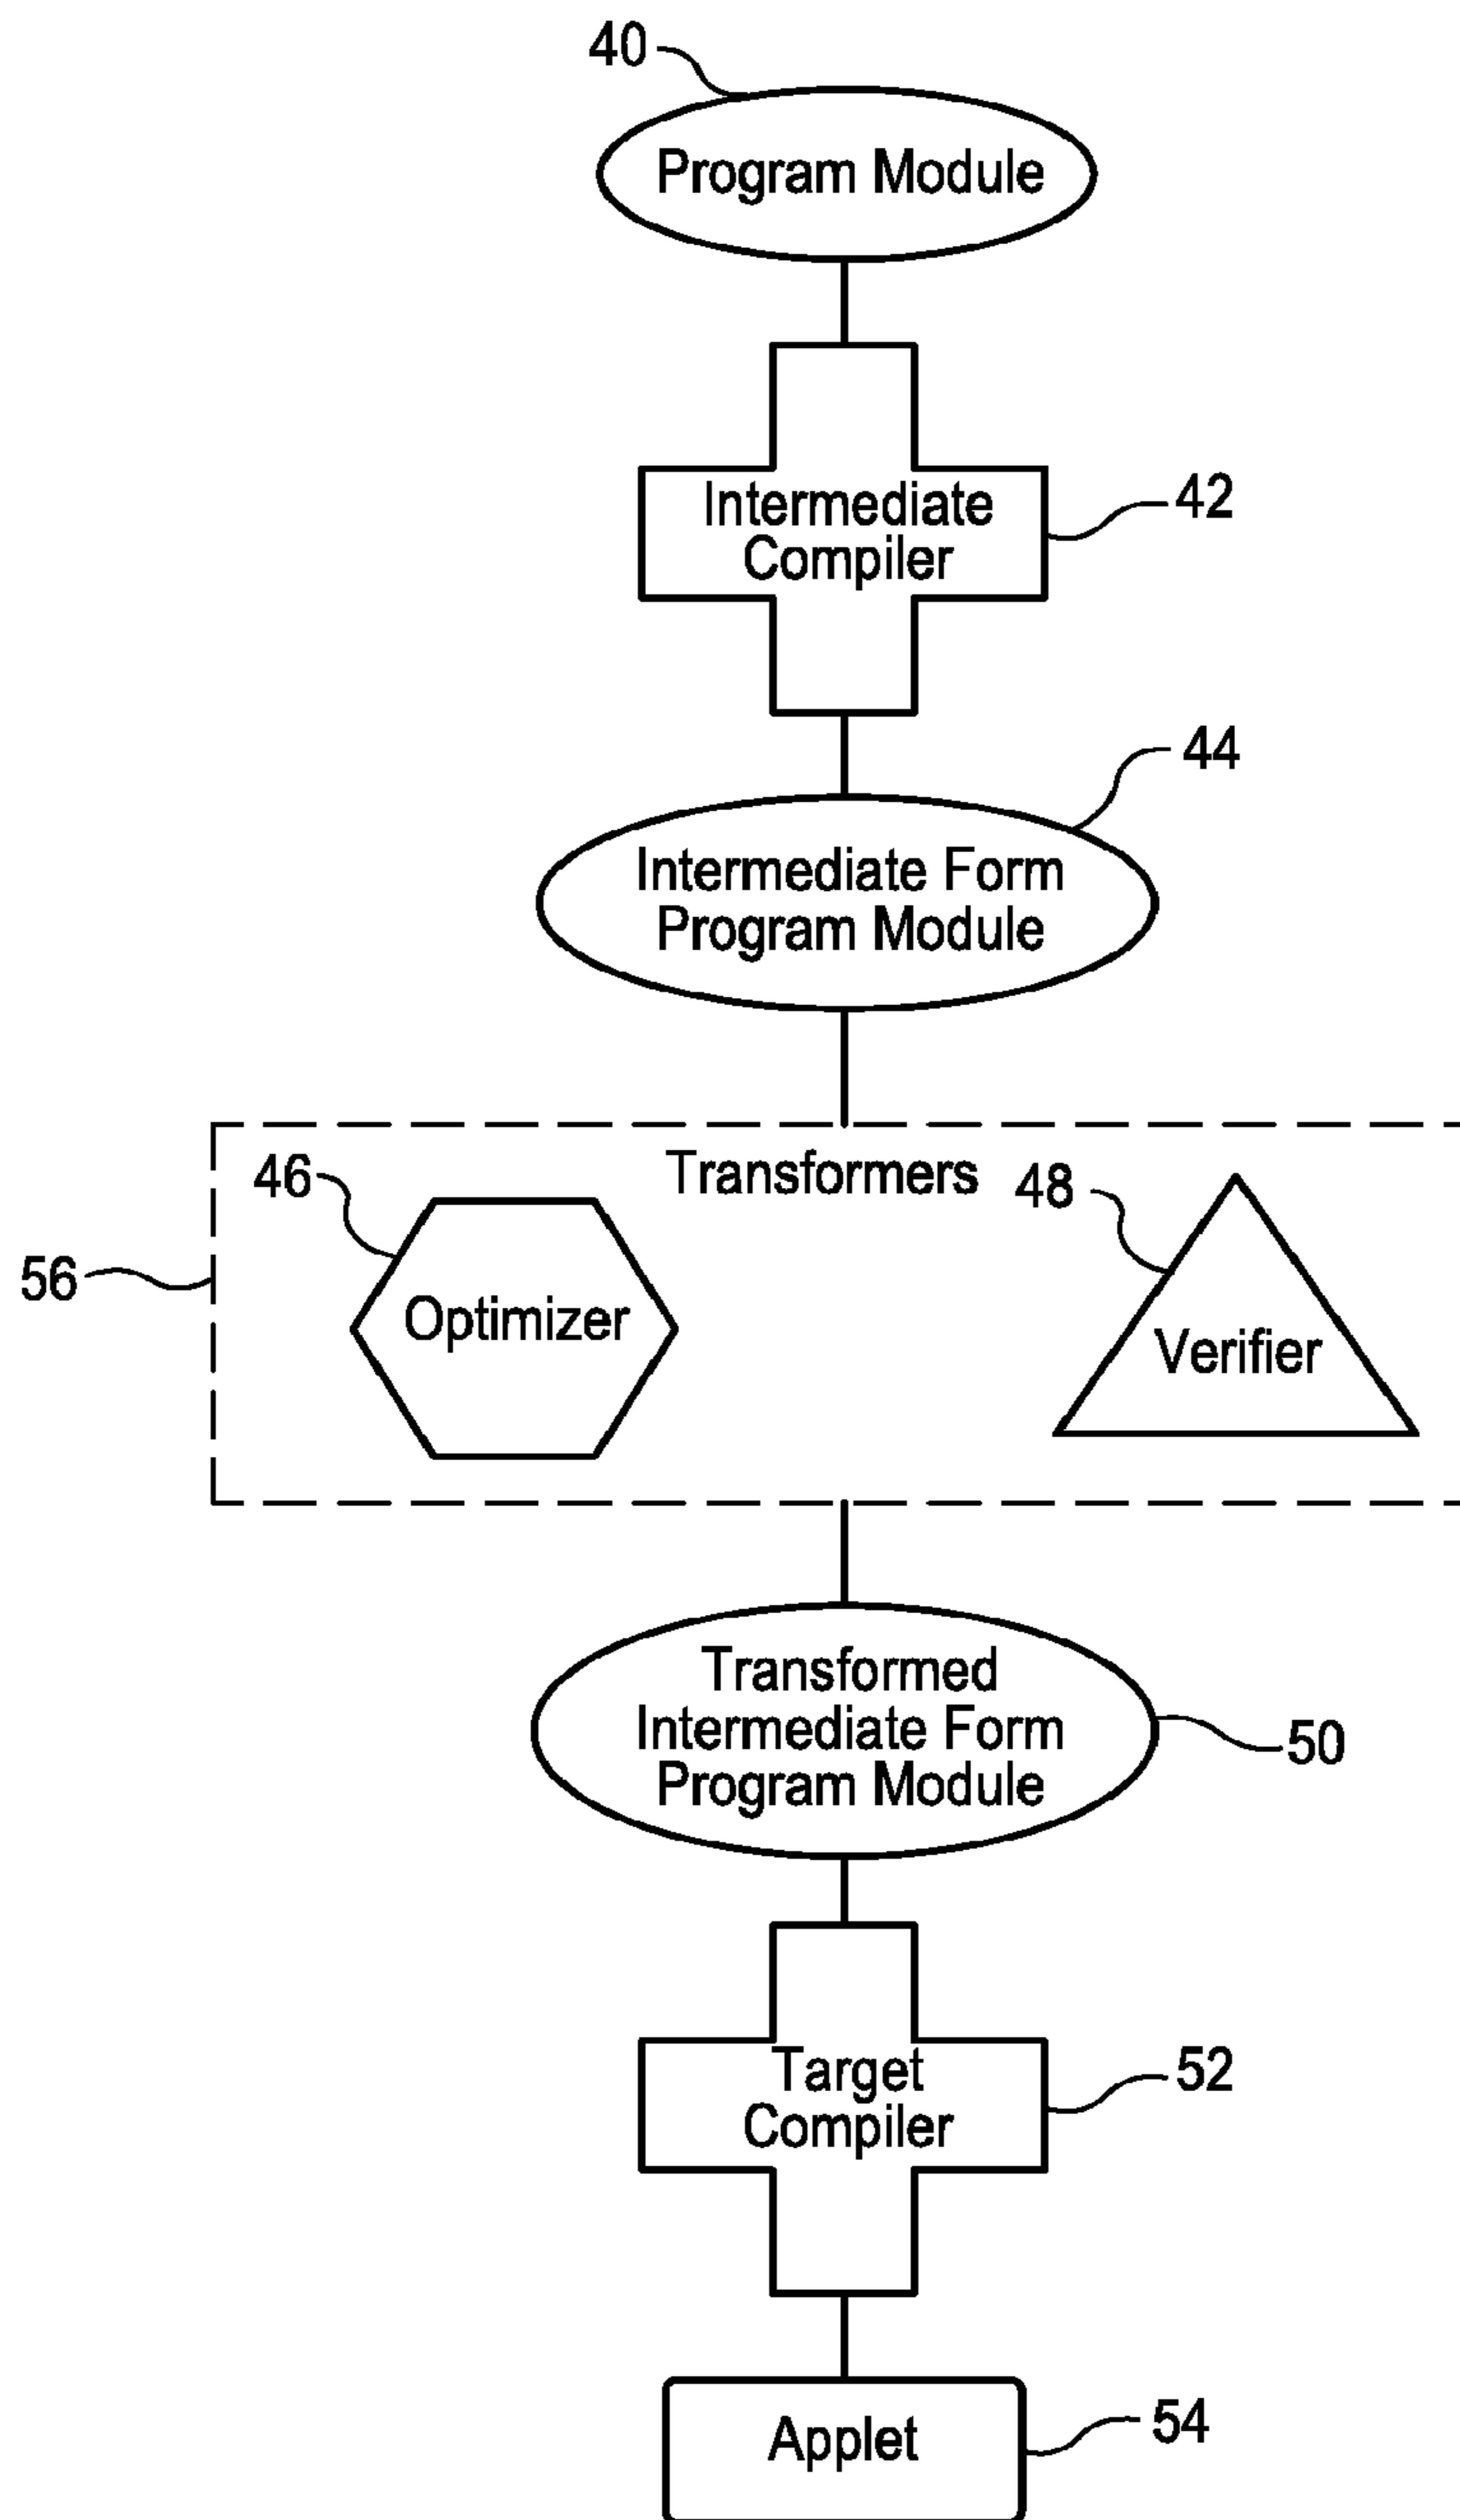 40
Program Module
Intermediate
Compiler
42
44
Intermediate Form
Program Module
Transformers
46
48
56
Optimizer
Verifier
Transformed
Intermediate Form
Program Module
50
Target
Compiler
52
Applet
54